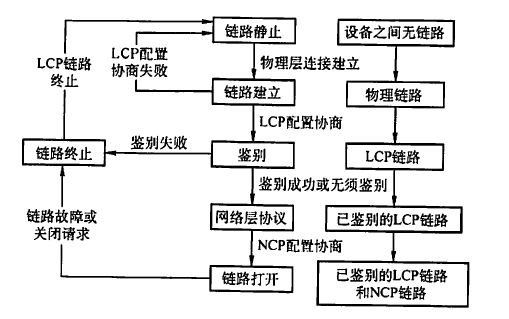 链路静止
设备之间无链路
LCP配置
协商失败
物理层连接建立
LCP链路
终止
链路建立
物理链路
LCP配置协商
鉴别失败
链路终止
鉴别
LCP链路
鉴别成功或无须鉴别
链路故障或
关闭请求
网络层协议
已鉴别的LCP链路
NCP配置协商
链路打开
已鉴别的LCP链路
和NCP链路